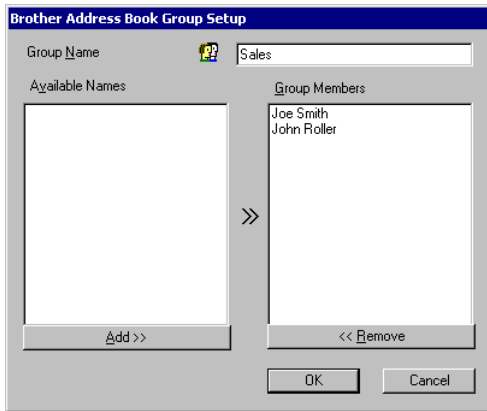 Brother Address Book Group Setup
Group Name
Sales
Available Names
Group Members
Joe Smith
John Roller
>>
Add >>
<< Remove
OK
Cancel